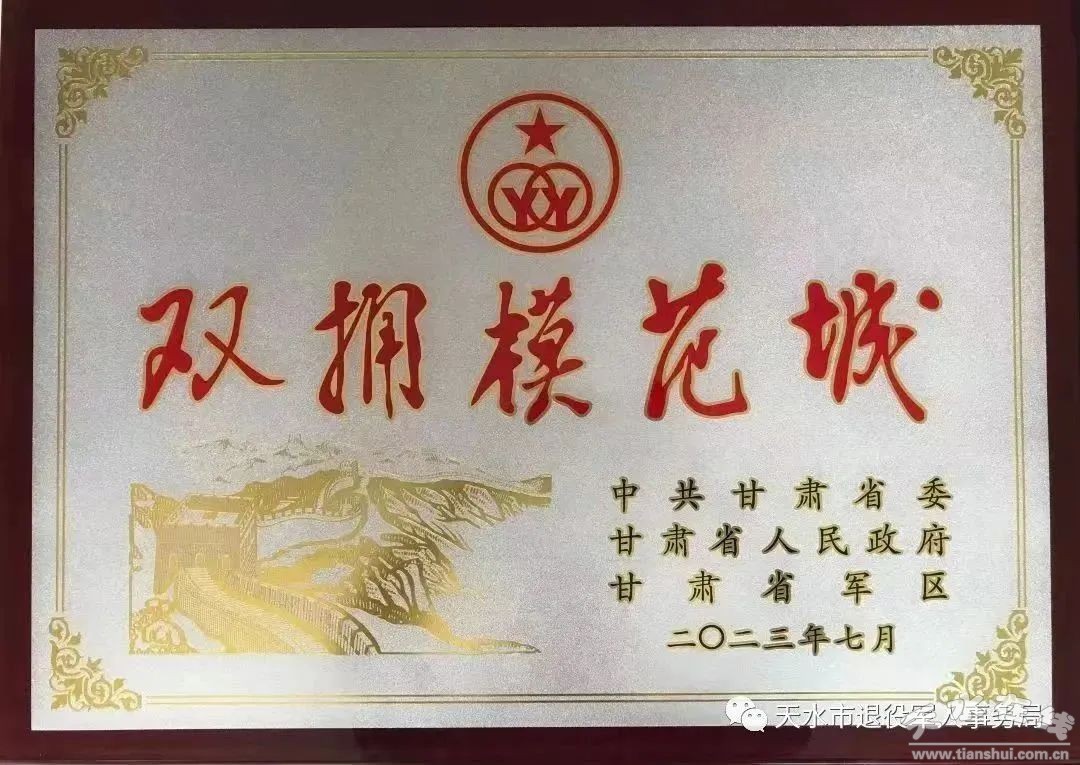 YY
双拥模范城
中共甘肃省委
甘肃省人民政府
甘肃省军区
二〇二三年七月
天水市退役军人事务局
www.tianshui.com.cn